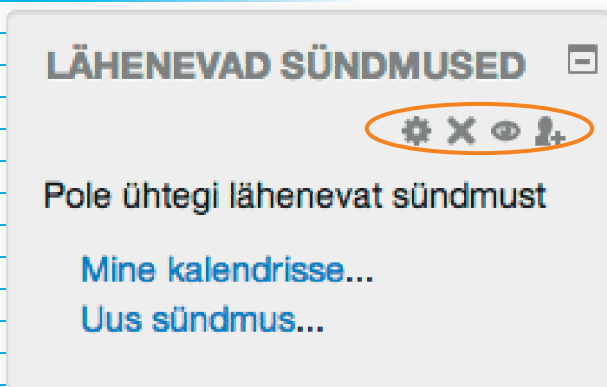 LÄHENEVAD SÜNDMUSED
Pole ühtegi lähenevat sündmust
Mine kalendrisse...
Uus sündmus...